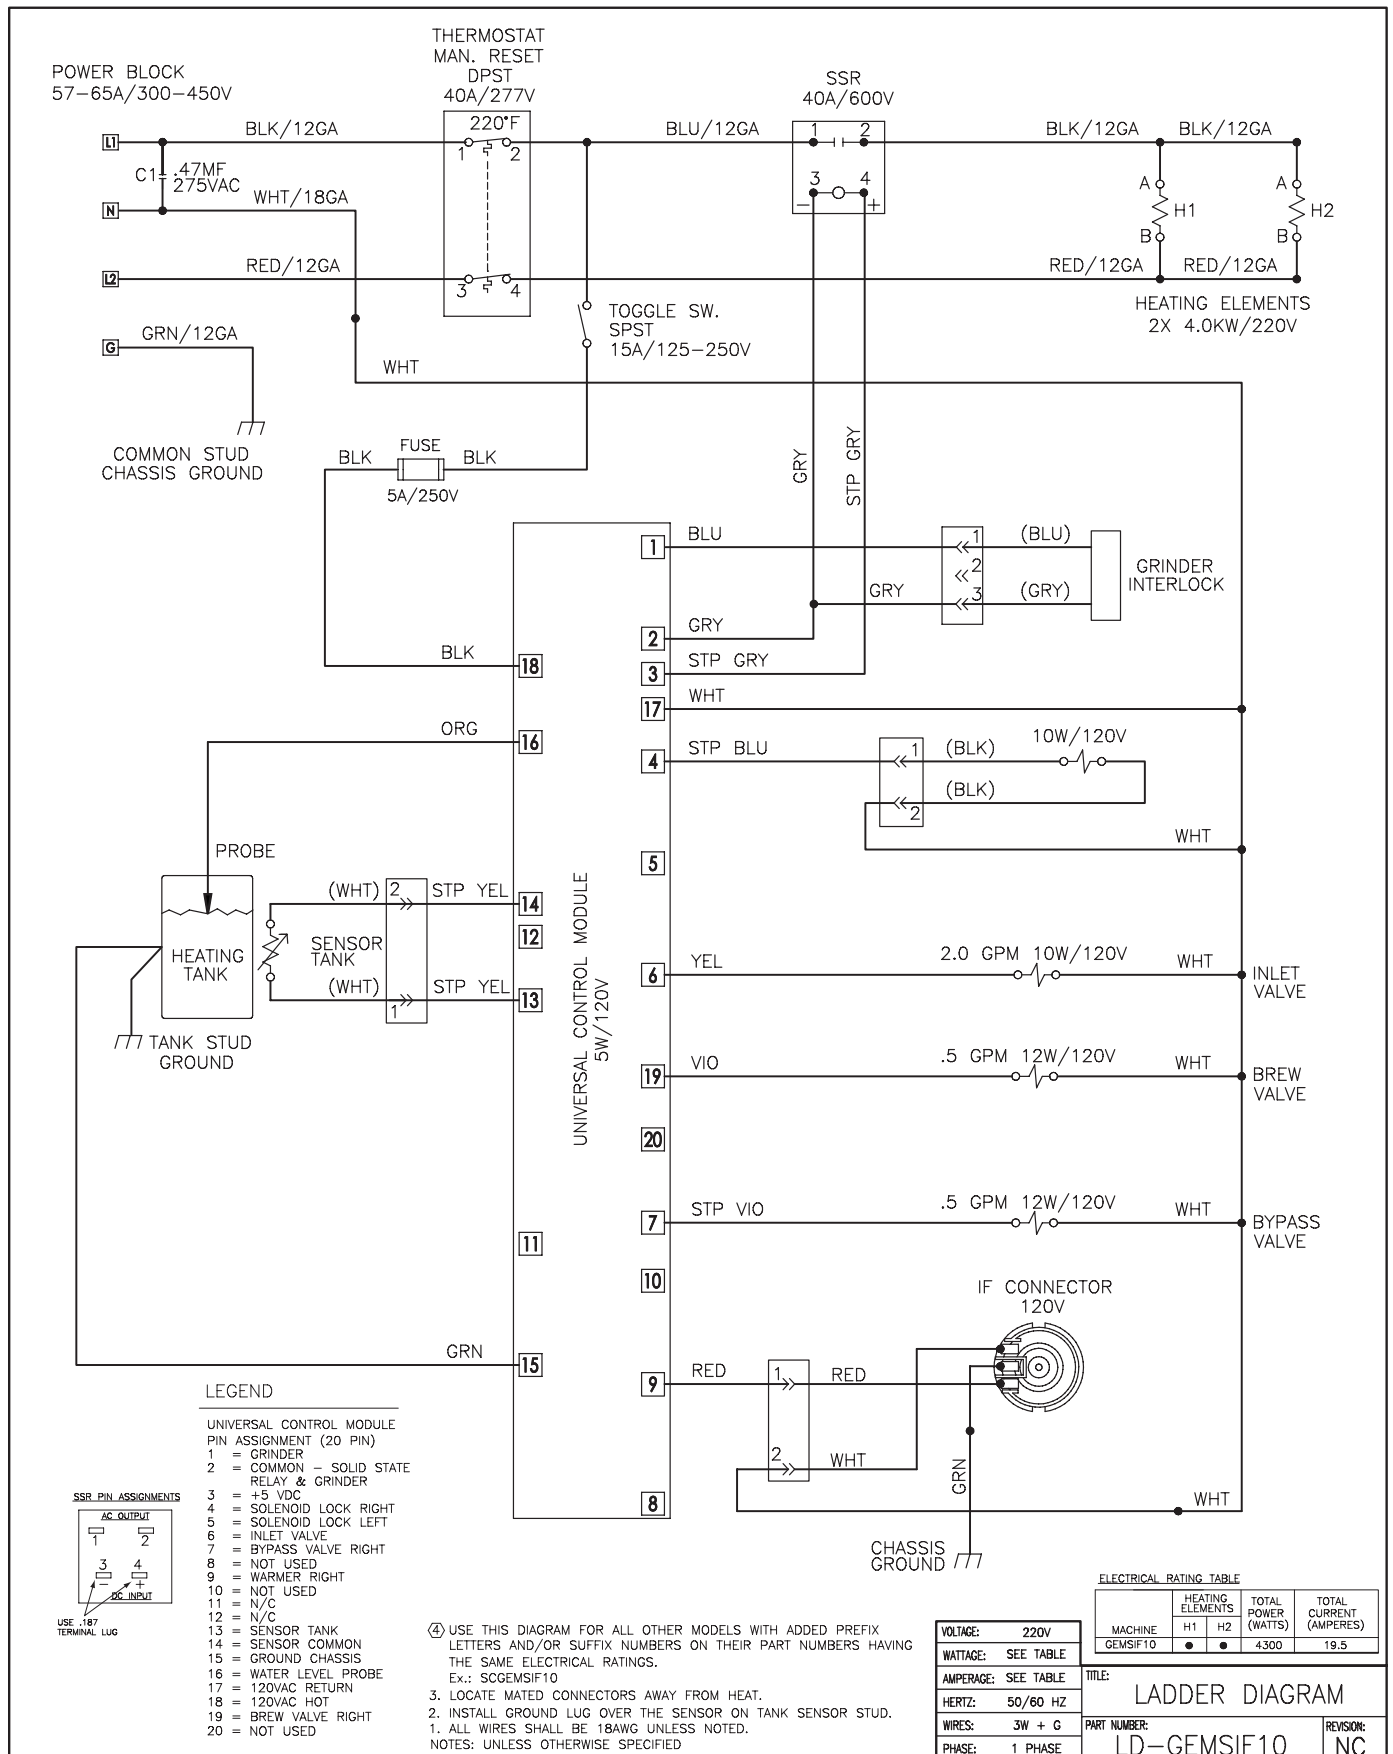 THERMOSTAT
MAN. RESET
DPST
40A/277V
POWER BLOCK
57-65A/300-450V
SSR
40A/600V
220°F
L1
BLK/12GA
1
2
BLU/12GA
1
2
BLK/12GA
BLK/12GA
C1
.47MF
275VAC
3
4
-
+
A
H1
B
A
H2
B
N
WHT/18GA
L2
RED/12GA
3
4
RED/12GA
RED/12GA
HEATING ELEMENTS
2X 4.0KW/220V
TOGGLE SW.
SPST
15A/125-250V
G
GRN/12GA
WHT
COMMON STUD
CHASSIS GROUND
BLK
FUSE
BLK
5A/250V
GRY
STP GRY
1
BLU
1
(BLU)
2
GRINDER
INTERLOCK
GRY
3
(GRY)
2
GRY
BLK
18
3
STP GRY
17
WHT
ORG
16
4
STP BLU
1
(BLK)
10W/120V
(BLK)
2
WHT
PROBE
5
(WHT)
2
STP YEL
14
12
SENSOR
TANK
HEATING
TANK
(WHT)
1
STP YEL
13
TANK STUD
GROUND
UNIVERSAL CONTROL MODULE
5W/120V
6
YEL
2.0 GPM 10W/120V
WHT
INLET
VALVE
19
VIO
.5 GPM 12W/120V
WHT
BREW
VALVE
20
7
STP VIO
.5 GPM 12W/120V
WHT
BYPASS
VALVE
11
10
IF CONNECTOR
120V
GRN
15
9
RED
1
RED
2
WHT
GRN
8
WHT
CHASSIS
GROUND
LEGEND
UNIVERSAL CONTROL MODULE
PIN ASSIGNMENT (20 PIN)
1 = GRINDER
2 = COMMON - SOLID STATE
RELAY & GRINDER
3 = +5 VDC
4 = SOLENOID LOCK RIGHT
5 = SOLENOID LOCK LEFT
6 = INLET VALVE
7 = BYPASS VALVE RIGHT
8 = NOT USED
9 = WARMER RIGHT
10 = NOT USED
11 = N/C
12 = N/C
13 = SENSOR TANK
14 = SENSOR COMMON
15 = GROUND CHASSIS
16 = WATER LEVEL PROBE
17 = 120VAC RETURN
18 = 120VAC HOT
19 = BREW VALVE RIGHT
20 = NOT USED
SSR PIN ASSIGNMENTS
AC OUTPUT
1 2
3 4
- +
DC INPUT
USE .187
TERMINAL LUG
4 USE THIS DIAGRAM FOR ALL OTHER MODELS WITH ADDED PREFIX
LETTERS AND/OR SUFFIX NUMBERS ON THEIR PART NUMBERS HAVING
THE SAME ELECTRICAL RATINGS.
Ex.: SCGEMSIF10
3. LOCATE MATED CONNECTORS AWAY FROM HEAT.
2. INSTALL GROUND LUG OVER THE SENSOR ON TANK SENSOR STUD.
1. ALL WIRES SHALL BE 18AWG UNLESS NOTED.
NOTES: UNLESS OTHERWISE SPECIFIED
ELECTRICAL RATING TABLE
MACHINE
HEATING
ELEMENTS
H1 H2
TOTAL
POWER
(WATTS)
TOTAL
CURRENT
(AMPERES)
GEMSIF10 ● ● 4300 19.5
VOLTAGE: 220V
WATTAGE: SEE TABLE
AMPERAGE: SEE TABLE
HERTZ: 50/60 HZ
WIRES: 3W + G
PHASE: 1 PHASE
TITLE:
LADDER DIAGRAM
PART NUMBER:
LD-GEMSIF10
REVISION:
NC